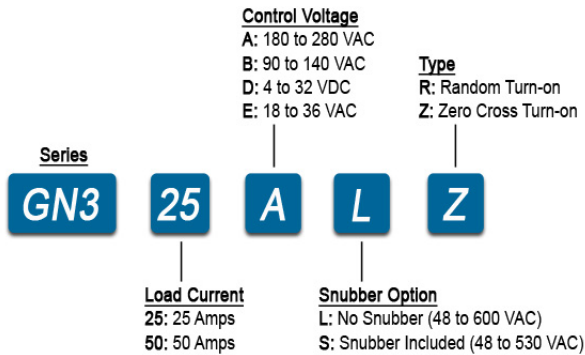 Control Voltage
A: 180 to 280 VAC
B: 90 to 140 VAC
D: 4 to 32 VDC
E: 18 to 36 VAC
Type
R: Random Turn-on
Z: Zero Cross Turn-on
Series
GN3 25 A L Z
Load Current
25: 25 Amps
50: 50 Amps
Snubber Option
L: No Snubber (48 to 600 VAC)
S: Snubber Included (48 to 530 VAC)